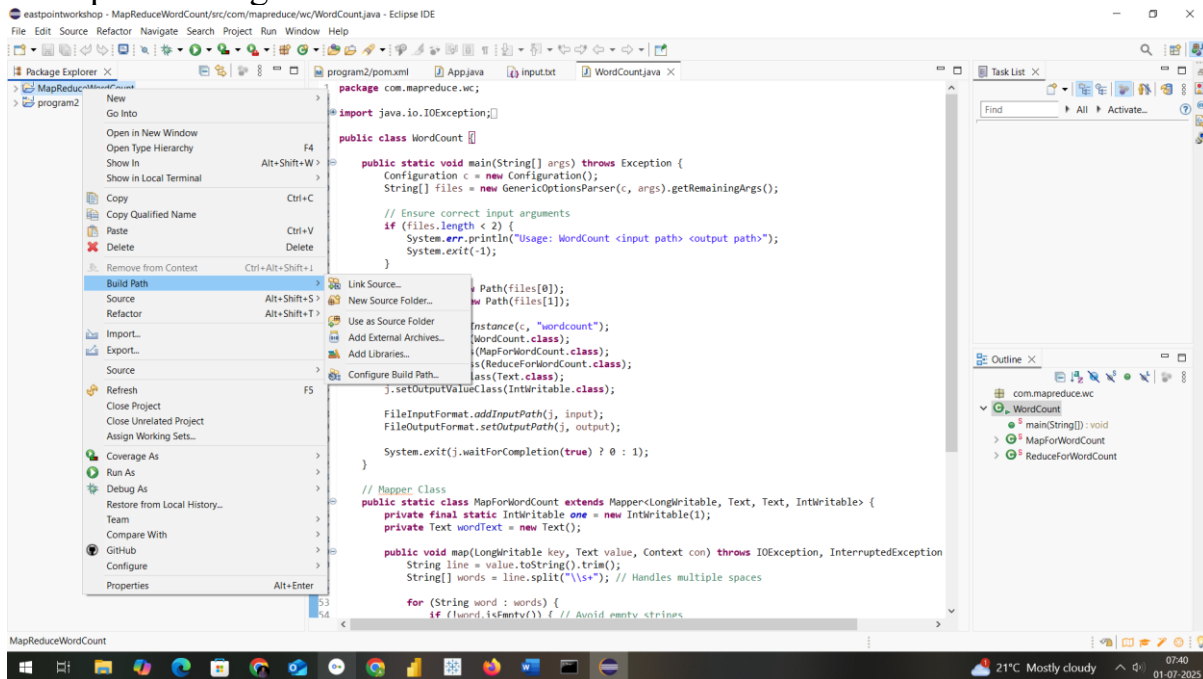 eastpointworkshop - MapReduceWordCount/src/com/mapreduce/wc/WordCount.java - Eclipse IDE
File Edit Source Refactor Navigate Search Project Run Window Help
Package Explorer
program2/pom.xml App.java input.txt WordCount.java
MapReduceWordCount
program2
New
Go Into
Open in New Window
Open Type Hierarchy F4
Show In Alt+Shift+W >
Show in Local Terminal >
Copy Ctrl+C
Copy Qualified Name
Paste Ctrl+V
Delete Delete
Remove from Context Ctrl+Alt+Shift+↓
Build Path >
Source Alt+Shift+S >
Refactor Alt+Shift+T >
Import...
Export...
Source >
Refresh F5
Close Project
Close Unrelated Project
Assign Working Sets...
Coverage As >
Run As >
Debug As >
Restore from Local History...
Team >
Compare With >
GitHub >
Configure >
Properties Alt+Enter
Link Source...
New Source Folder...
Use as Source Folder
Add External Archives...
Add Libraries...
Configure Build Path...
1 package com.mapreduce.wc;
import java.io.IOException;
public class WordCount {
public static void main(String[] args) throws Exception {
Configuration c = new Configuration();
String[] files = new GenericOptionsParser(c, args).getRemainingArgs();
// Ensure correct input arguments
if (files.length < 2) {
System.err.println("Usage: WordCount <input path> <output path>");
System.exit(-1);
}
Path(files[0]);
Path(files[1]);
(c, "wordcount");
(WordCount.class);
(MapForWordCount.class);
(ReduceForWordCount.class);
(Text.class);
j.setOutputValueClass(IntWritable.class);
FileInputFormat.addInputPath(j, input);
FileOutputFormat.setOutputPath(j, output);
System.exit(j.waitForCompletion(true) ? 0 : 1);
}
// Mapper Class
public static class MapForWordCount extends Mapper<LongWritable, Text, Text, IntWritable> {
private final static IntWritable one = new IntWritable(1);
private Text wordText = new Text();
public void map(LongWritable key, Text value, Context con) throws IOException, InterruptedException
String line = value.toString().trim();
String[] words = line.split("\\s+"); // Handles multiple spaces
53 for (String word : words) {
54 if (!word.isEmpty()) { // Avoid empty strings
Task List
Find All Activate...
Outline
com.mapreduce.wc
WordCount
main(String[]) : void
MapForWordCount
ReduceForWordCount
MapReduceWordCount
21°C Mostly cloudy
07:40
01-07-2025